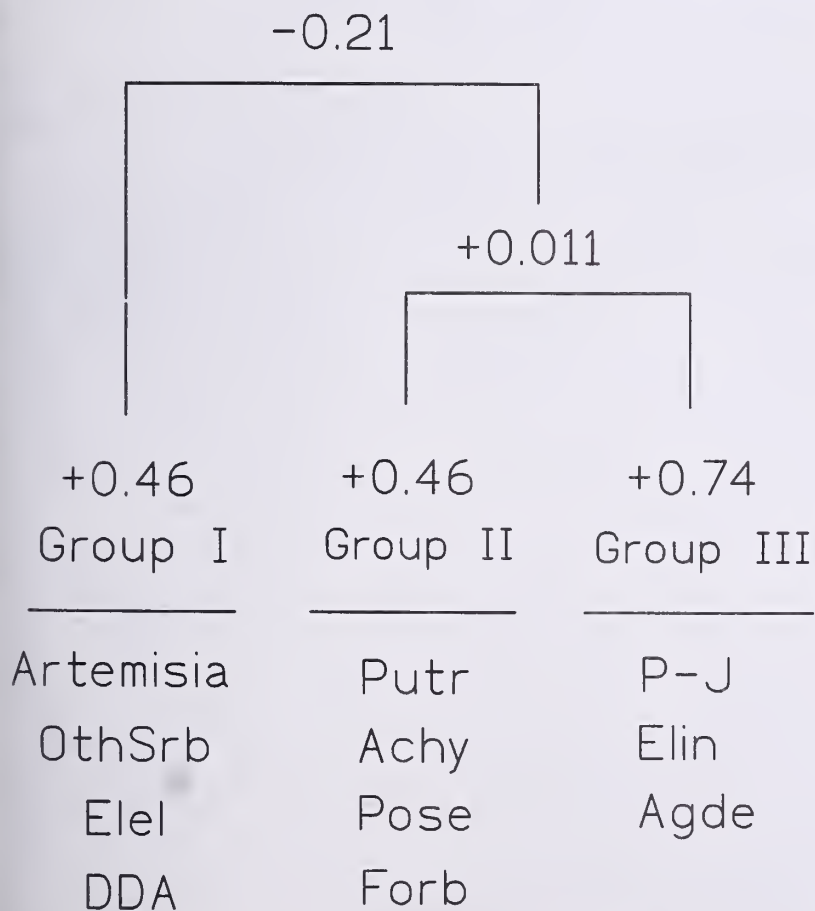 -0.21
+0.011
+0.46 +0.46 +0.74
Group I Group II Group III
Artemisia Putr P-J
OthSrb Achy Elin
Elel Pose Agde
DDA Forb